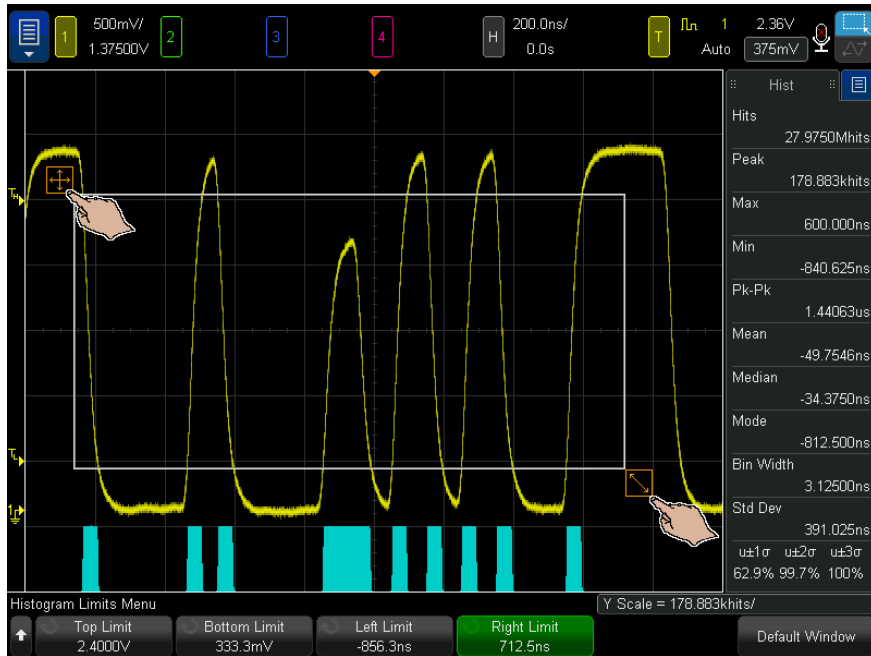 1 500mV/ 2 3 4 H 200.0ns/ T 1 2.36V
1.37500V 0.0s Auto 375mV
Hist
Hits
27.9750Mhits
Peak
178.883khits
Max
600.000ns
Min
-840.625ns
Pk-Pk
1.44063us
Mean
-49.7546ns
Median
-34.3750ns
Mode
-812.500ns
Bin Width
3.12500ns
Std Dev
391.025ns
u±1σ u±2σ u±3σ
62.9% 99.7% 100%
TH
TL
1
Histogram Limits Menu Y Scale = 178.883khits/
Top Limit Bottom Limit Left Limit Right Limit Default Window
2.4000V 333.3mV -856.3ns 712.5ns